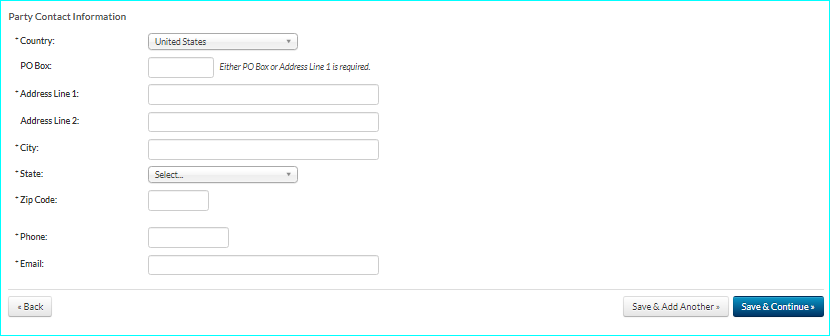 Party Contact Information
* Country: United States
PO Box: Either PO Box or Address Line 1 is required.
* Address Line 1:
Address Line 2:
* City:
* State: Select...
* Zip Code:
* Phone:
* Email:
« Back Save & Add Another » Save & Continue »